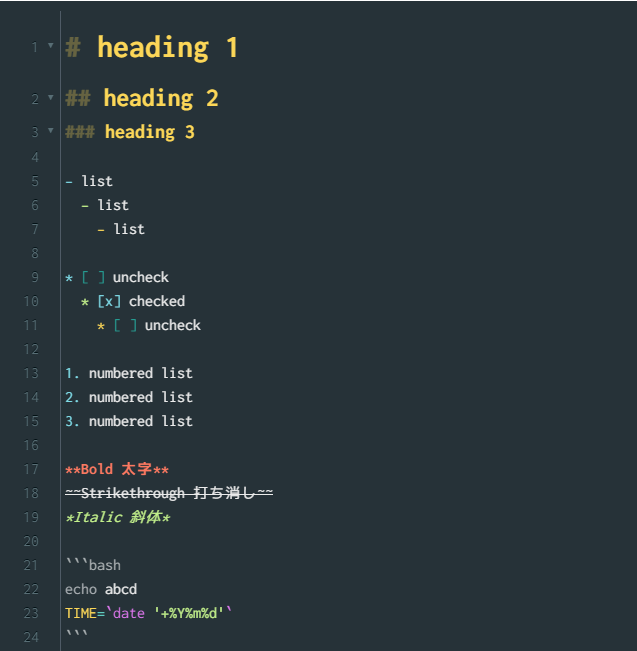 1 # heading 1
2 ## heading 2
3 ### heading 3
4
5 - list
6   - list
7     - list
8
9 * [ ] uncheck
10   * [x] checked
11     * [ ] uncheck
12
13 1. numbered list
14 2. numbered list
15 3. numbered list
16
17 **Bold 太字**
18 ~~Strikethrough 打ち消し~~
19 *Italic 斜体*
20
21 ```bash
22 echo abcd
23 TIME=`date '+%Y%m%d'`
24 ```